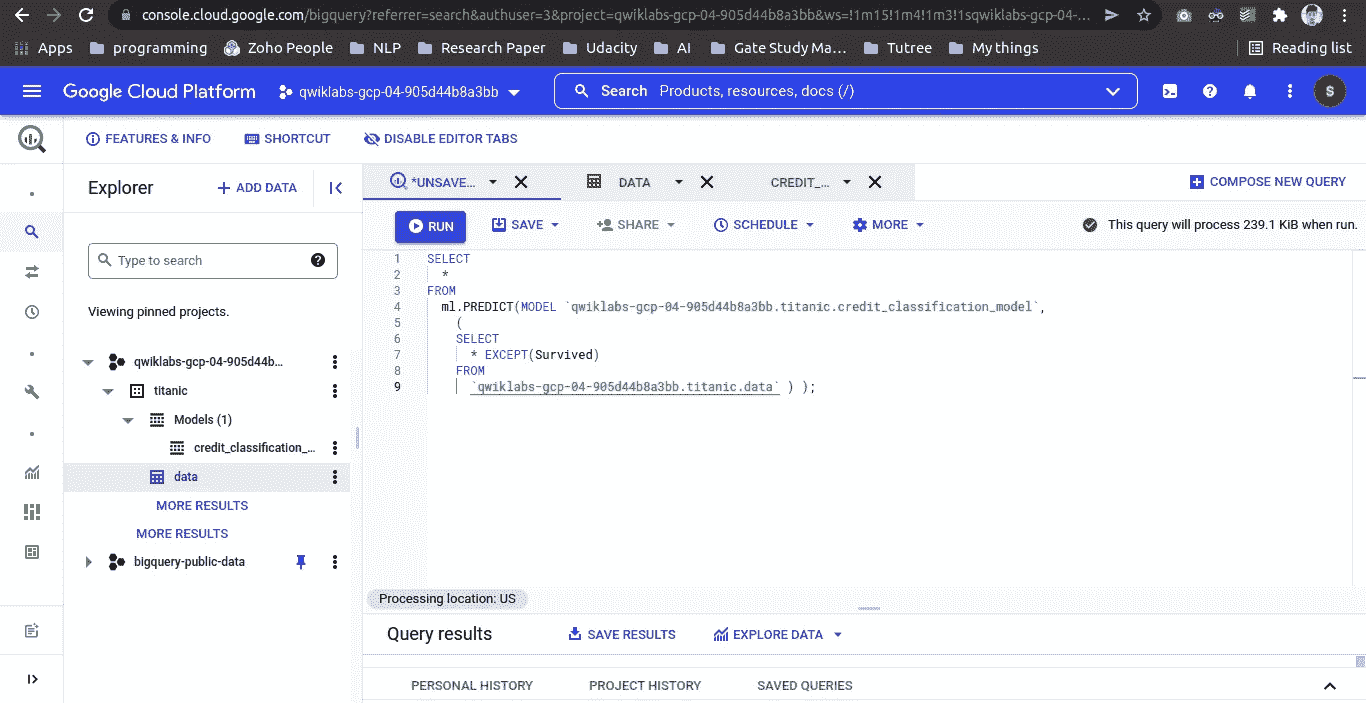 console.cloud.google.com/bigquery?referrer=search&authuser=3&project=qwiklabs-gcp-04-905d44b8a3bb&ws=!1m15!1m4!1m3!1sqwiklabs-gcp-04-...
Apps programming Zoho People NLP Research Paper Udacity AI Gate Study Ma... Tutree My things Reading list
Google Cloud Platform qwiklabs-gcp-04-905d44b8a3bb Search Products, resources, docs (/) S
FEATURES & INFO SHORTCUT DISABLE EDITOR TABS
Explorer + ADD DATA
*UNSAVE... DATA CREDIT_... COMPOSE NEW QUERY
RUN SAVE SHARE SCHEDULE MORE This query will process 239.1 KiB when run.
Type to search
Viewing pinned projects.
qwiklabs-gcp-04-905d44b...
titanic
Models (1)
credit_classification_...
data
MORE RESULTS
MORE RESULTS
bigquery-public-data
1 SELECT
2 *
3 FROM
4 ml.PREDICT(MODEL `qwiklabs-gcp-04-905d44b8a3bb.titanic.credit_classification_model`,
5 (
6 SELECT
7 * EXCEPT(Survived)
8 FROM
9 `qwiklabs-gcp-04-905d44b8a3bb.titanic.data` ) );
Processing location: US
Query results SAVE RESULTS EXPLORE DATA
PERSONAL HISTORY PROJECT HISTORY SAVED QUERIES